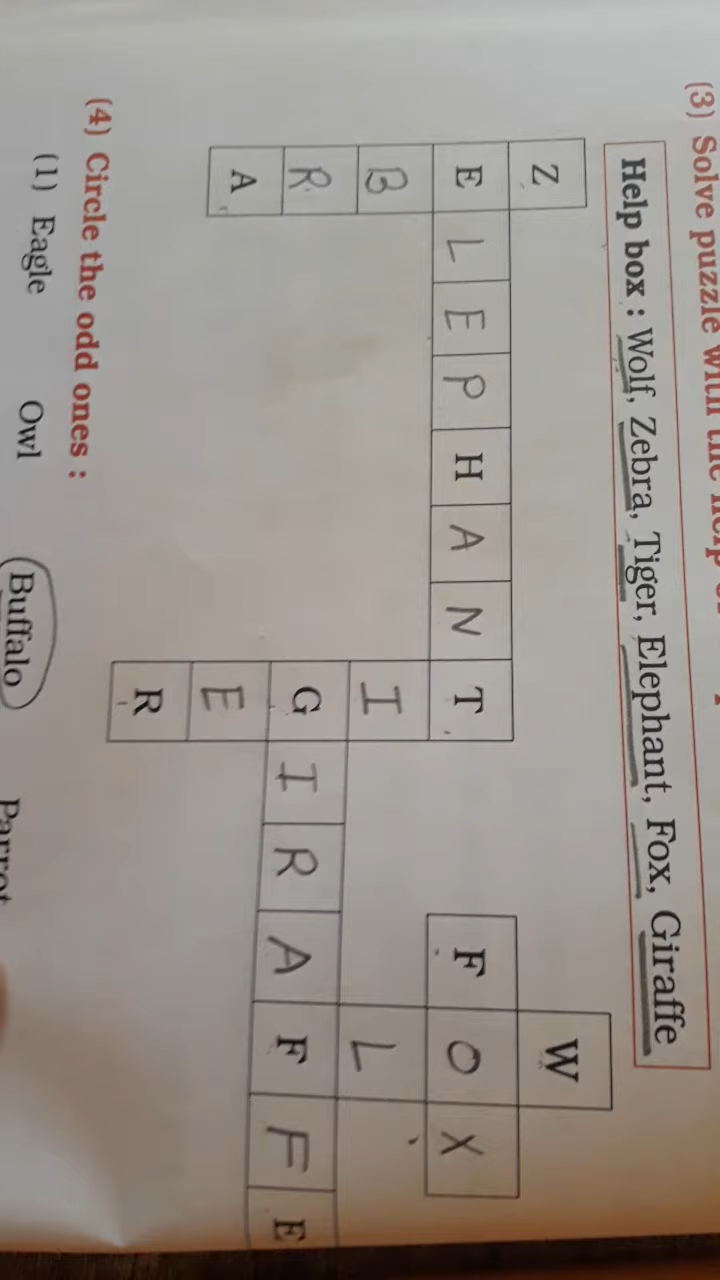 (3) Solve puzzle with the help
Help box : Wolf, Zebra, Tiger, Elephant, Fox, Giraffe
Z W
E L E P H A N T F O X
B I L
R G I R A F F E
A E
R
(4) Circle the odd ones :
(1) Eagle Owl Buffalo Parrot